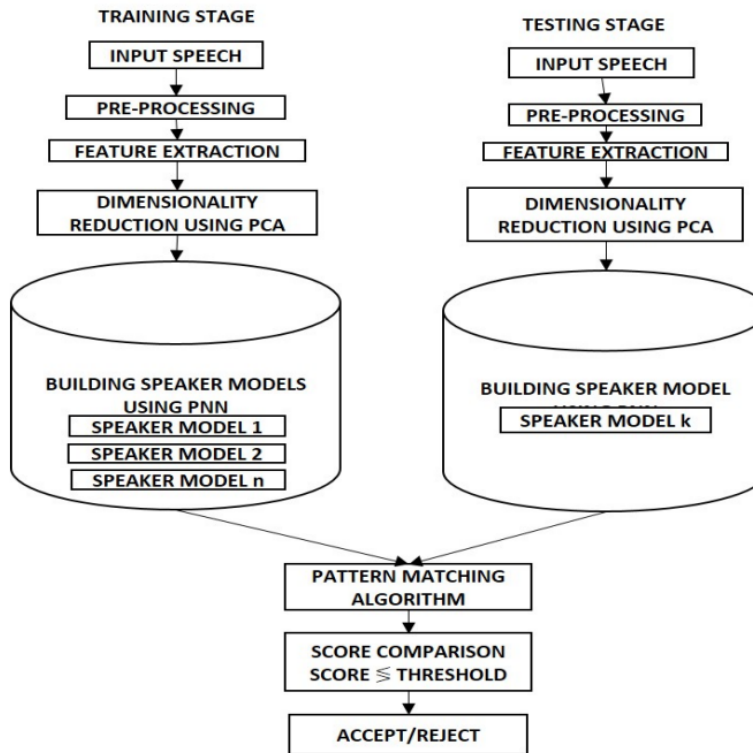 TRAINING STAGE
INPUT SPEECH
PRE-PROCESSING
FEATURE EXTRACTION
DIMENSIONALITY
REDUCTION USING PCA
BUILDING SPEAKER MODELS
USING PNN
SPEAKER MODEL 1
SPEAKER MODEL 2
SPEAKER MODEL n
TESTING STAGE
INPUT SPEECH
PRE-PROCESSING
FEATURE EXTRACTION
DIMENSIONALITY
REDUCTION USING PCA
BUILDING SPEAKER MODEL
USING PNN
SPEAKER MODEL k
PATTERN MATCHING
ALGORITHM
SCORE COMPARISON
SCORE ≶ THRESHOLD
ACCEPT/REJECT